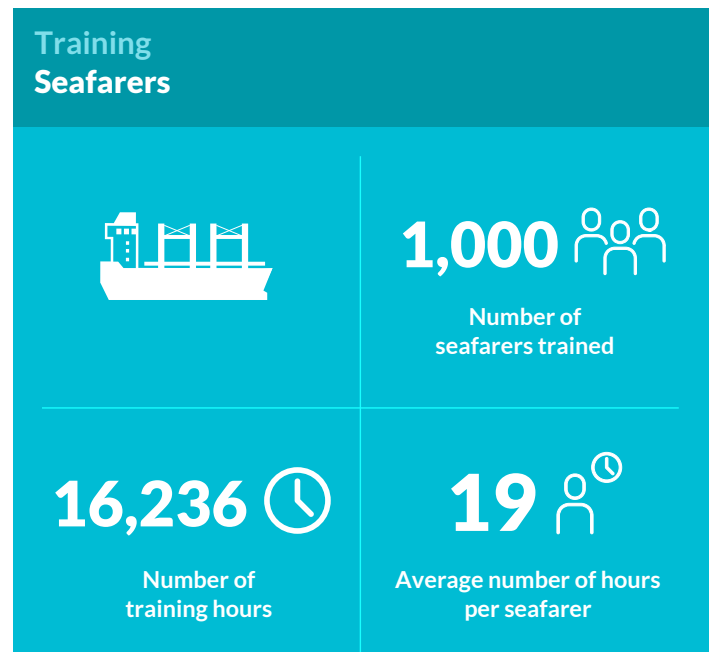 Training
Seafarers
1,000
Number of
seafarers trained
16,236
Number of
training hours
19
Average number of hours
per seafarer